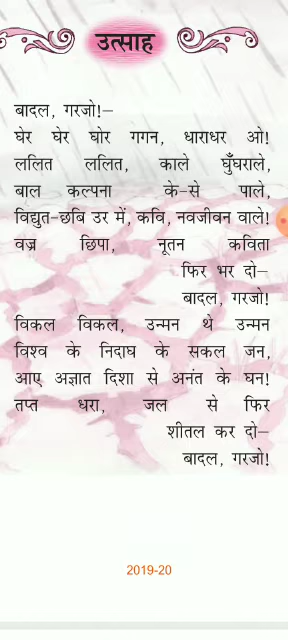 उत्साह
बादल, गरजो!–
घेर घेर घोर गगन, धाराधर ओ!
ललित ललित, काले घुँघराले,
बाल कल्पना के-से पाले,
विद्युत-छबि उर में, कवि, नवजीवन वाले!
वज्र छिपा, नूतन कविता
फिर भर दो–
बादल, गरजो!
विकल विकल, उन्मन थे उन्मन
विश्व के निदाघ के सकल जन,
आए अज्ञात दिशा से अनंत के घन!
तप्त धरा, जल से फिर
शीतल कर दो–
बादल, गरजो!
2019-20